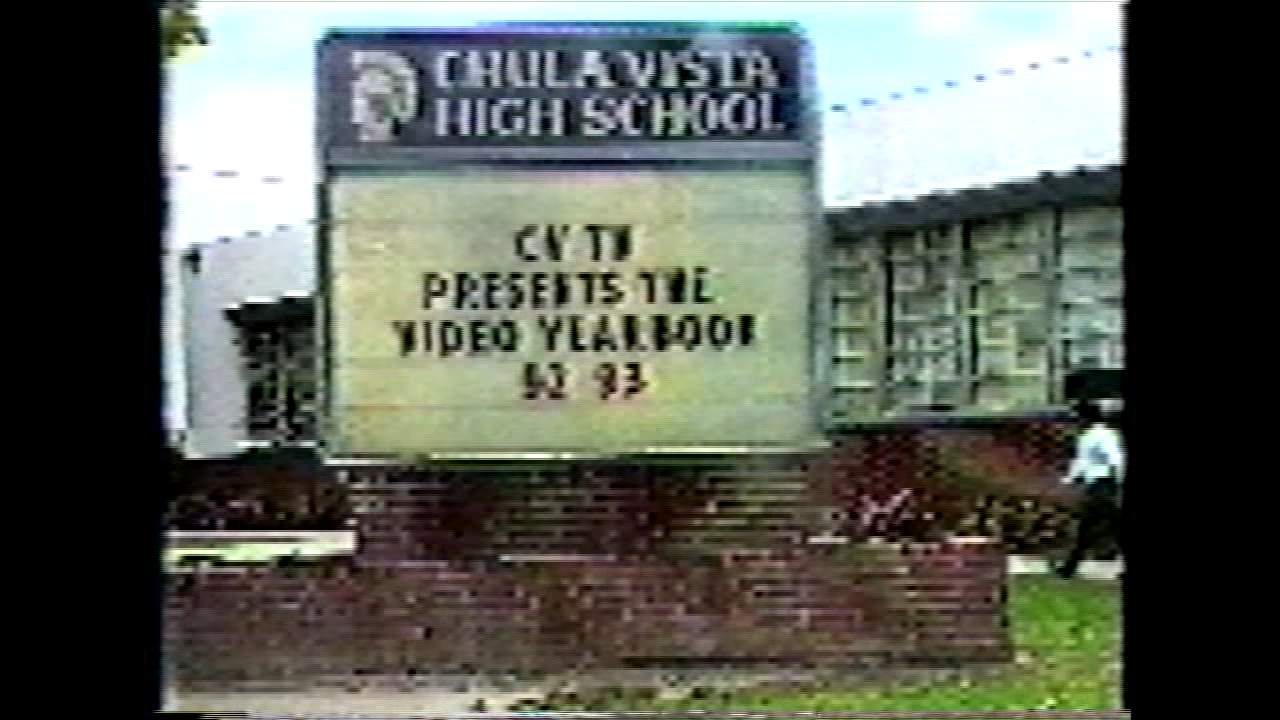 CHULA VISTA
HIGH SCHOOL
CV TV
PRESENTS THE
VIDEO YEARBOOK
92 93